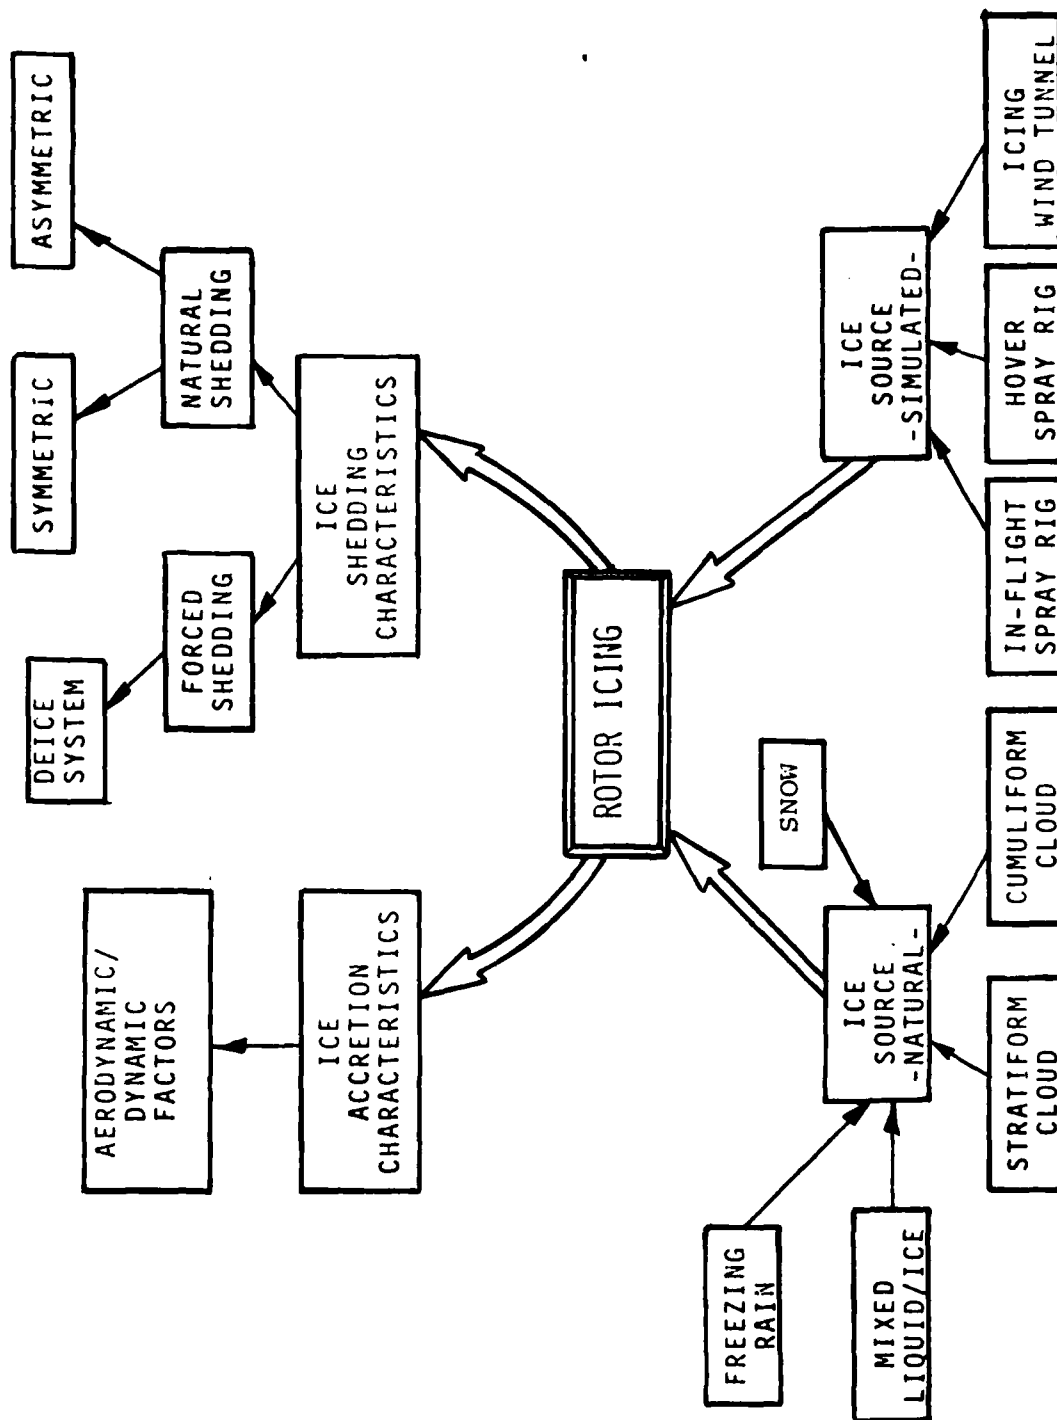 AERODYNAMIC/
DYNAMIC
FACTORS
ICE
ACCRETION
CHARACTERISTICS
DEICE
SYSTEM
SYMMETRIC
ASYMMETRIC
FORCED
SHEDDING
NATURAL
SHEDDING
ICE
SHEDDING
CHARACTERISTICS
ROTOR ICING
FREEZING
RAIN
SNOW
MIXED
LIQUID/ICE
ICE
SOURCE
-NATURAL-
ICE
SOURCE
-SIMULATED-
STRATIFORM
CLOUD
CUMULIFORM
CLOUD
IN-FLIGHT
SPRAY RIG
HOVER
SPRAY RIG
ICING
WIND TUNNEL